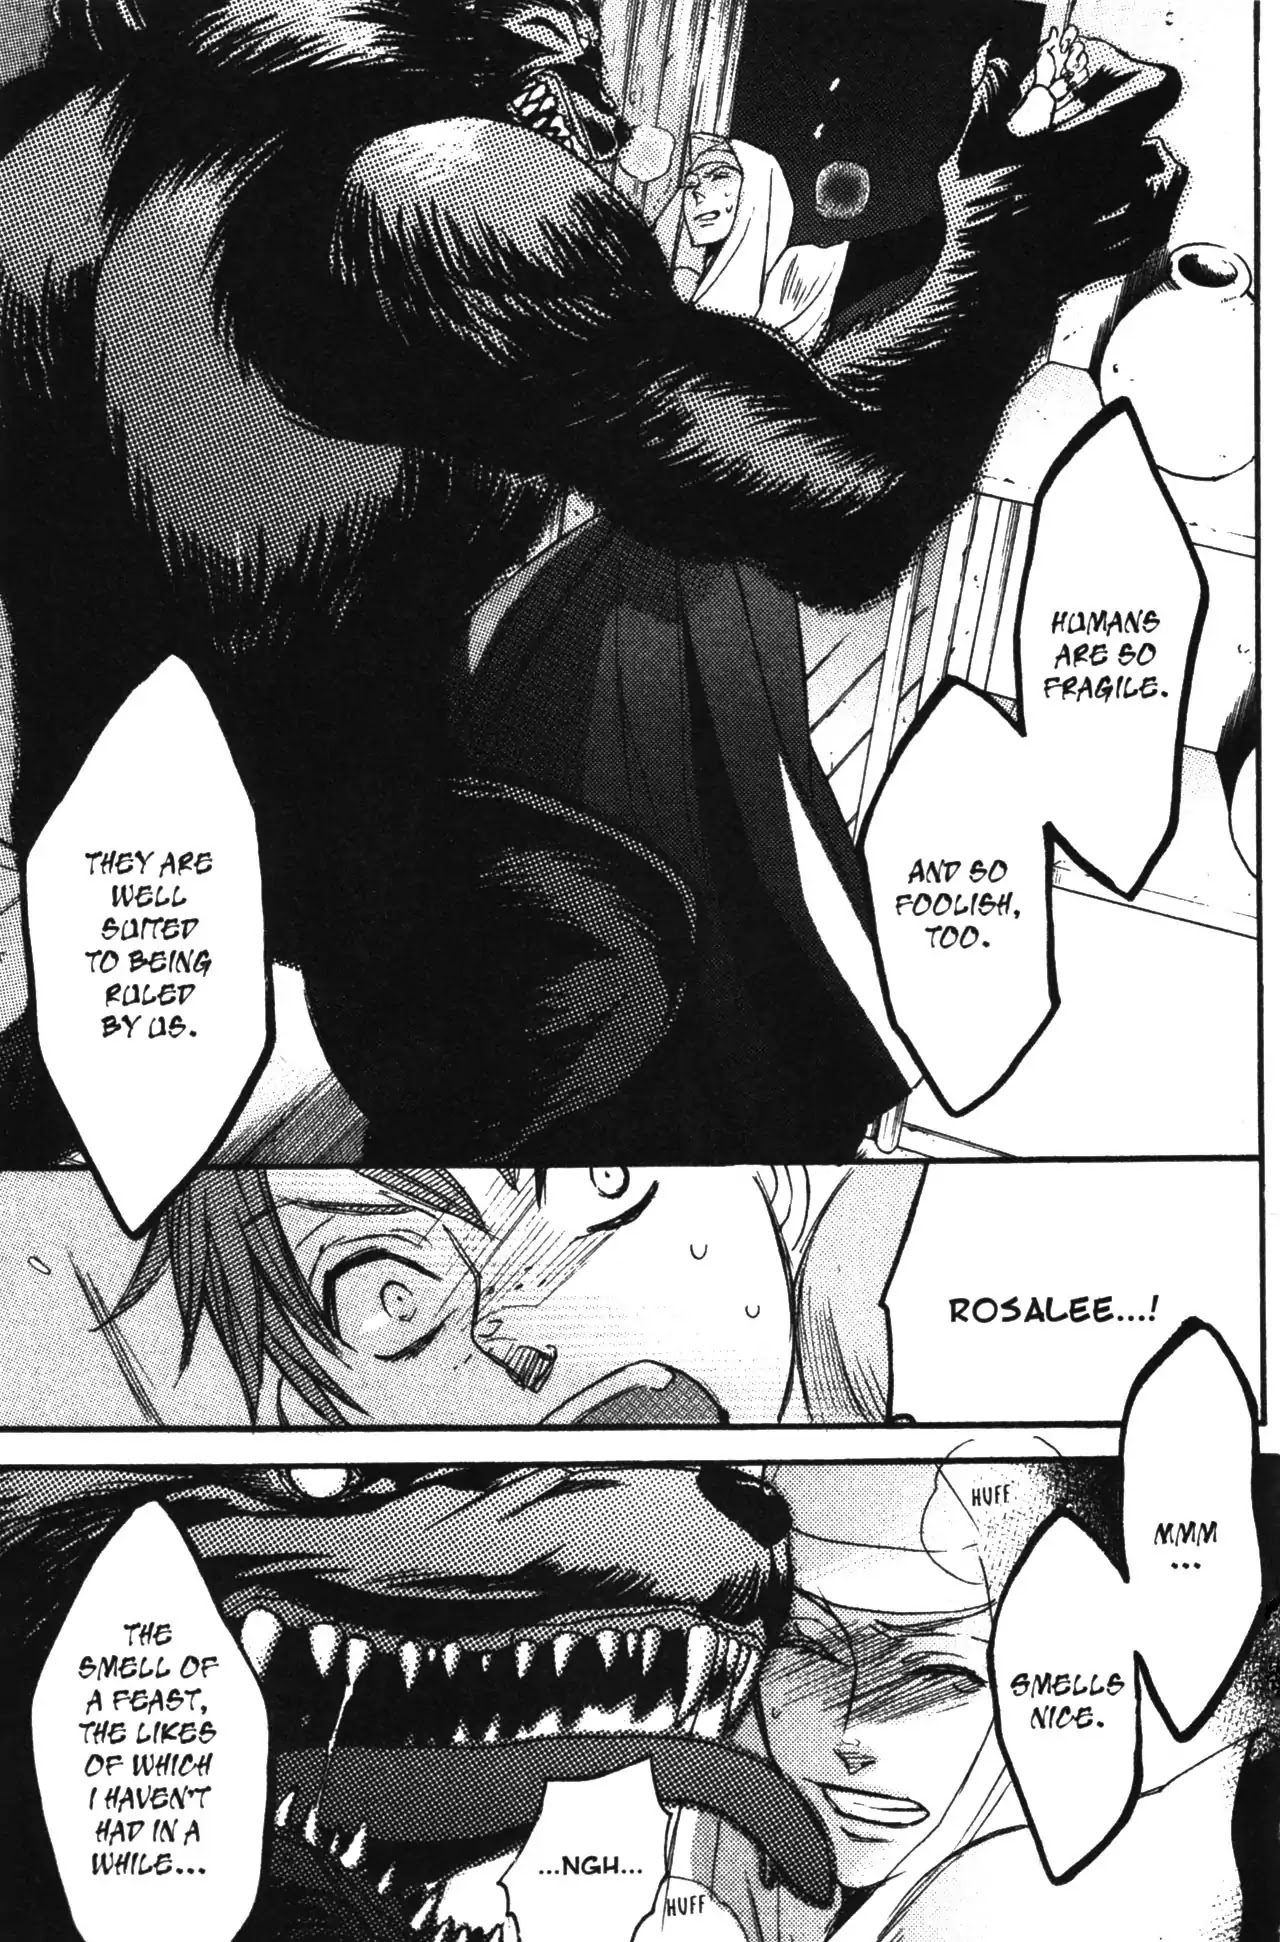 HUMANS
ARE SO
FRAGILE.
AND SO
FOOLISH,
TOO.
THEY ARE
WELL
SUITED
TO BEING
RULED
BY US.
ROSALEE...!
MMM
...
SMELLS
NICE.
HUFF
THE
SMELL OF
A FEAST,
THE LIKES
OF WHICH
I HAVEN'T
HAD IN A
WHILE...
...NGH...
HUFF